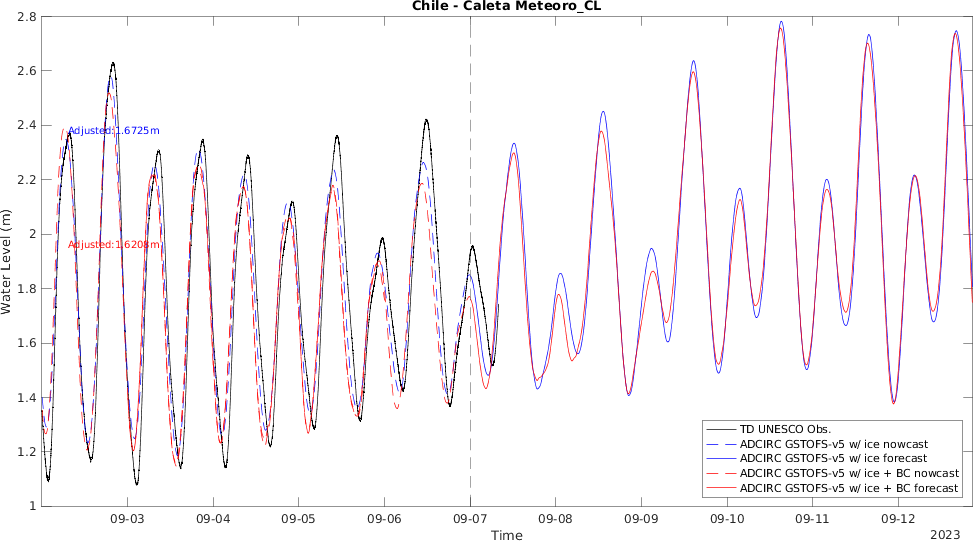 Chile - Caleta Meteoro_CL
Water Level (m)
2.8
2.6
2.4
2.2
2
1.8
1.6
1.4
1.2
1
Adjusted:1.6725m
Adjusted:1.6208m
TD UNESCO Obs.
ADCIRC GSTOFS-v5 w/ ice nowcast
ADCIRC GSTOFS-v5 w/ ice forecast
ADCIRC GSTOFS-v5 w/ ice + BC nowcast
ADCIRC GSTOFS-v5 w/ ice + BC forecast
09-03 09-04 09-05 09-06 09-07 09-08 09-09 09-10 09-11 09-12
Time
2023